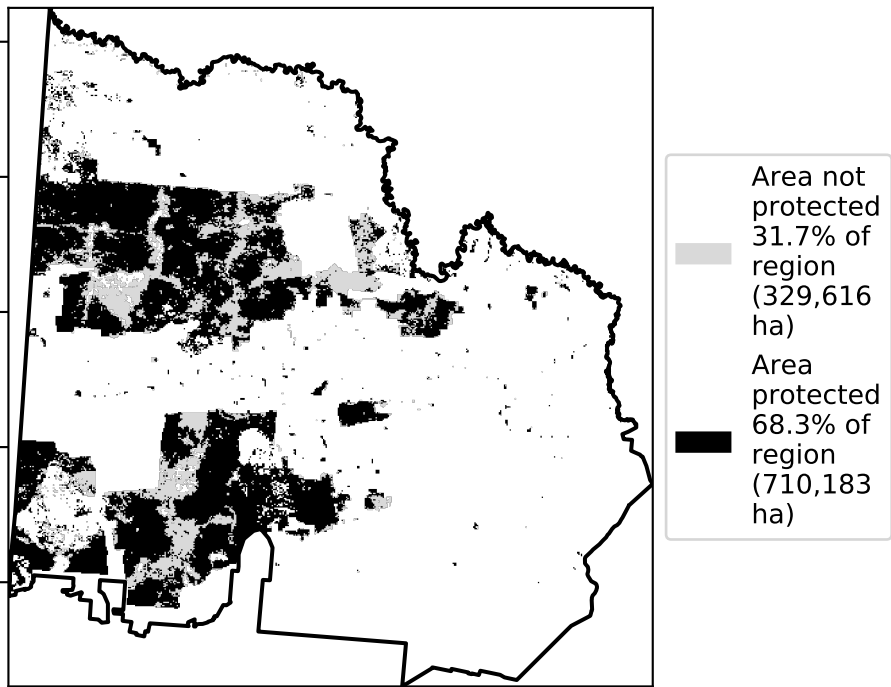 Area not
protected
31.7% of
region
(329,616
ha)
Area
protected
68.3% of
region
(710,183
ha)